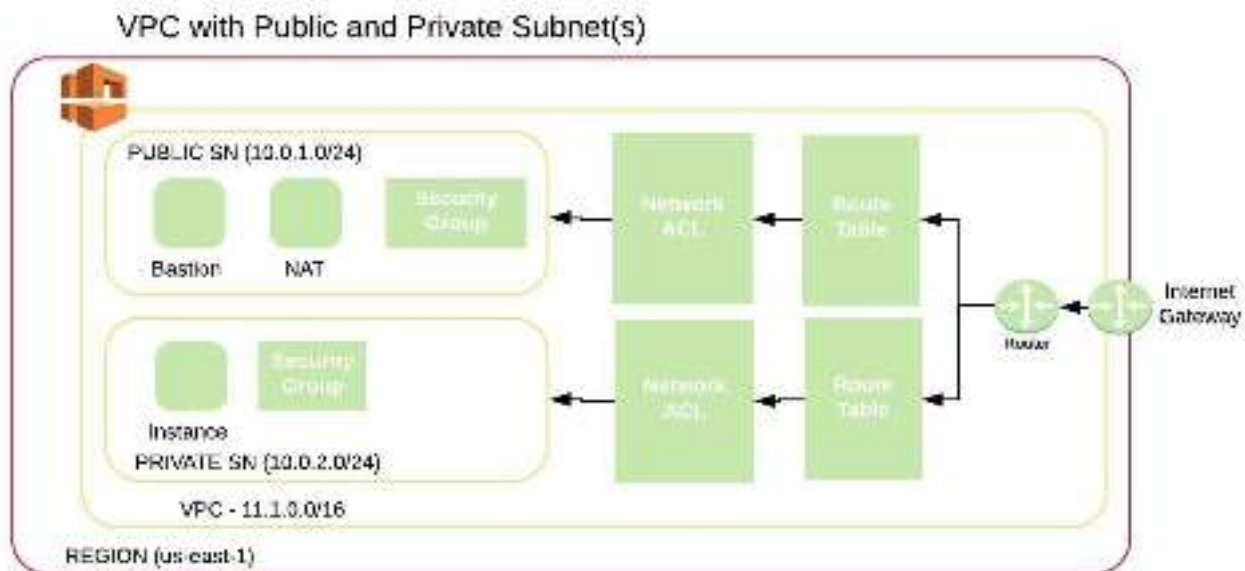 VPC with Public and Private Subnet(s)
PUBLIC SN (10.0.1.0/24)
Security
Group
Bastion
NAT
Network
ACL
Route
Table
Internet
Gateway
Router
Instance
Security
Group
Network
ACL
Route
Table
PRIVATE SN (10.0.2.0/24)
VPC - 11.1.0.0/16
REGION (us-east-1)